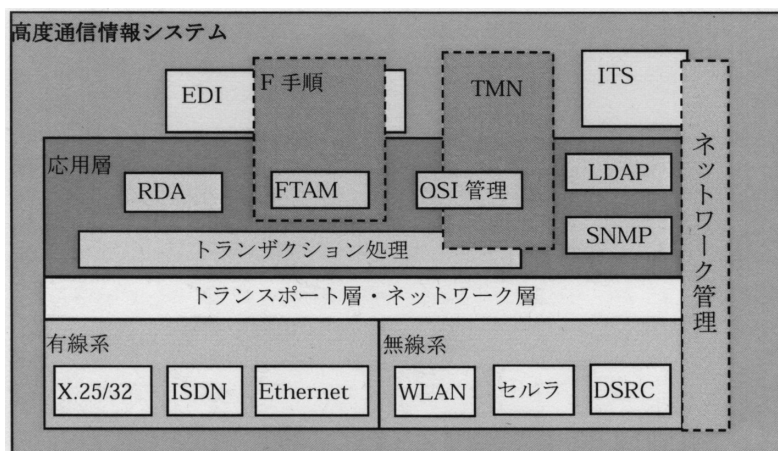 高度通信情報システム
EDI
F 手順
TMN
ITS
ネットワーク管理
応用層
RDA
FTAM
OSI 管理
LDAP
SNMP
トランザクション処理
トランスポート層・ネットワーク層
有線系
X.25/32
ISDN
Ethernet
無線系
WLAN
セルラ
DSRC